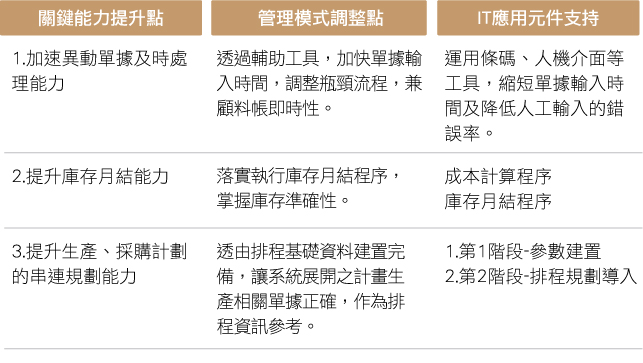 關鍵能力提升點
管理模式調整點
IT應用元件支持
1.加速異動單據及時處
理能力
透過輔助工具，加快單據輸
入時間，調整瓶頸流程，兼
顧料帳即時性。
運用條碼、人機介面等
工具，縮短單據輸入時
間及降低人工輸入的錯
誤率。
2.提升庫存月結能力
落實執行庫存月結程序，
掌握庫存準確性。
成本計算程序
庫存月結程序
3.提升生產、採購計劃
的串連規劃能力
透由排程基礎資料建置完
備，讓系統展開之計畫生
產相關單據正確，作為排
程資訊參考。
1.第1階段-參數建置
2.第2階段-排程規劃導入